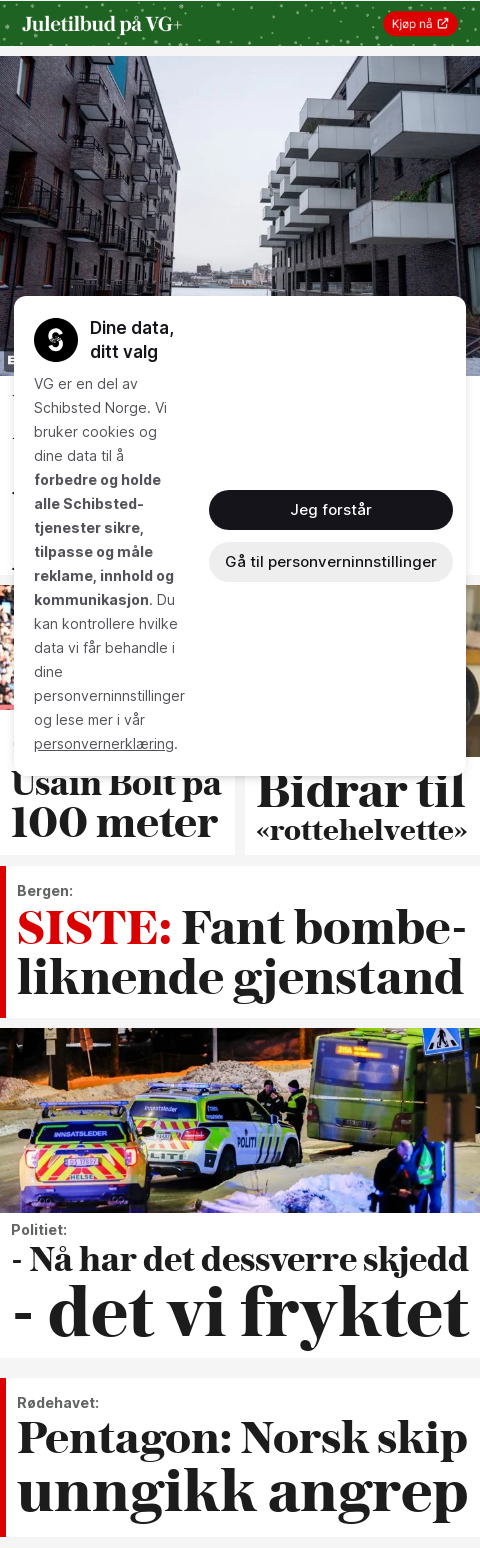 Juletilbud på VG+
Kjøp nå
Dine data,
ditt valg
VG er en del av
Schibsted Norge. Vi
bruker cookies og
dine data til å
forbedre og holde
alle Schibsted-
tjenester sikre,
tilpasse og måle
reklame, innhold og
kommunikasjon. Du
kan kontrollere hvilke
data vi får behandle i
dine
personverninnstillinger
og lese mer i vår
personvernerklæring.
Jeg forstår
Gå til personverninnstillinger
Usain Bolt på
100 meter
Bidrar til
«rottehelvette»
Bergen:
SISTE: Fant bombe-
liknende gjenstand
INNSATSLEDER
HELSE
POLITI
Politiet:
- Nå har det dessverre skjedd
- det vi fryktet
Rødehavet:
Pentagon: Norsk skip
unngikk angrep